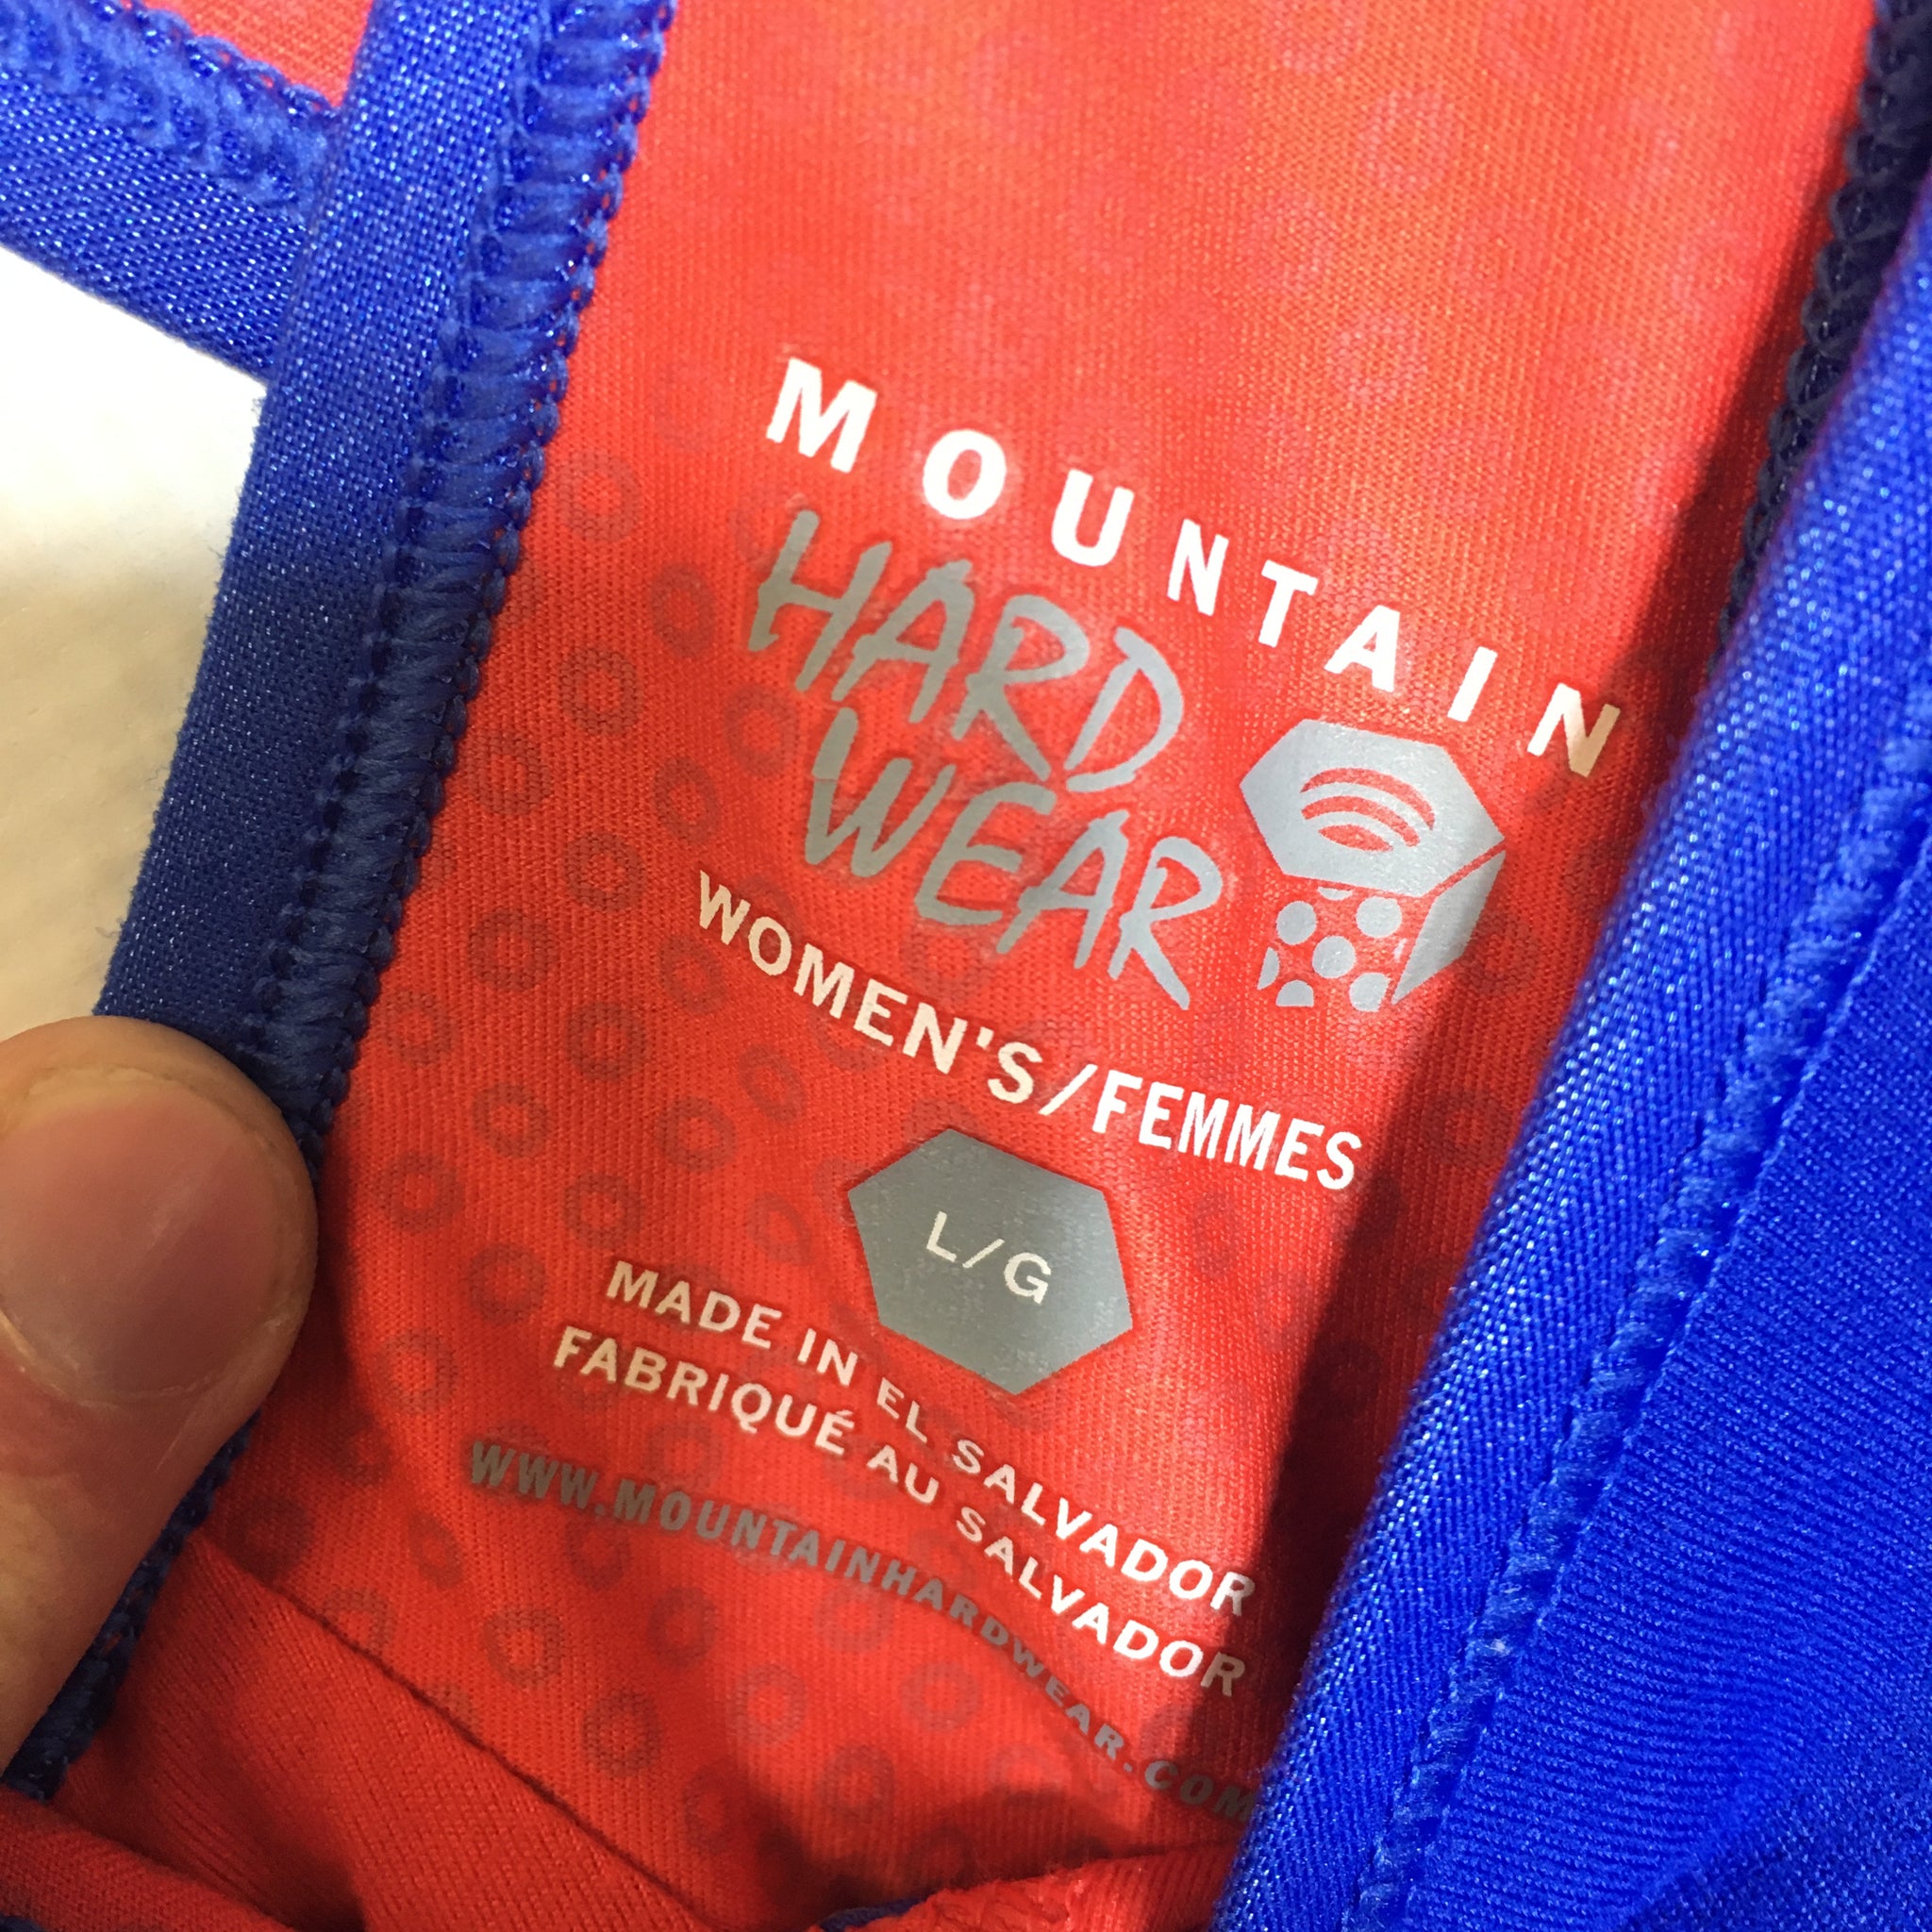 MOUNTAIN
HARD
WEAR
WOMEN'S/FEMMES
L/G
MADE IN EL SALVADOR
FABRIQUÉ AU SALVADOR
WWW.MOUNTAINHARDWEAR.COM